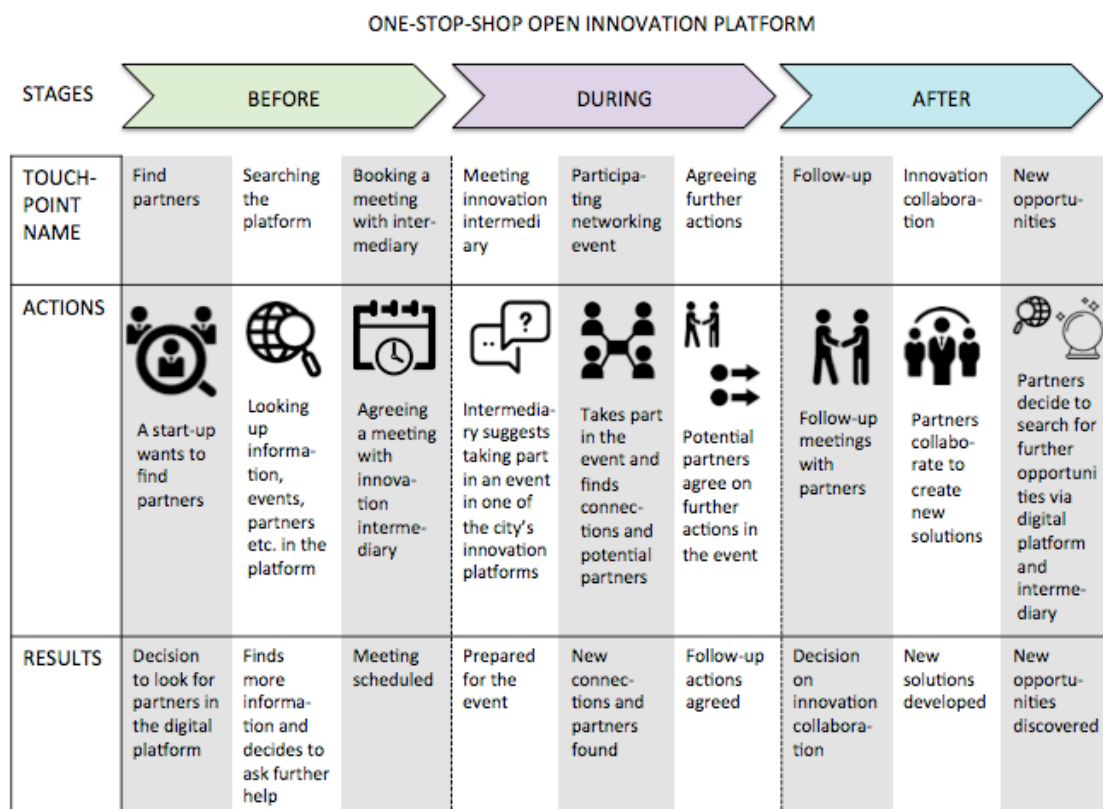 ONE-STOP-SHOP OPEN INNOVATION PLATFORM
STAGES
BEFORE
DURING
AFTER
TOUCH-
POINT
NAME
Find
partners
Searching
the
platform
Booking a
meeting
with inter-
mediary
Meeting
innovation
intermedi
ary
Participa-
ting
networking
event
Agreeing
further
actions
Follow-up
Innovation
collabora-
tion
New
opportu-
nities
ACTIONS
A start-up
wants to
find
partners
Looking
up
informa-
tion,
events,
partners
etc. in the
platform
Agreeing
a meeting
with
innova-
tion
interme-
diary
?
..
Intermedia-
ry suggests
taking part
in an event
in one of
the city's
innovation
platforms
Takes part
in the
event and
finds
connec-
tions and
potential
partners
Potential
partners
agree on
further
actions in
the event
Follow-up
meetings
with
partners
Partners
collabo-
rate to
create
new
solutions
Partners
decide to
search for
further
opportuni
ties via
digital
platform
and
interme-
diary
RESULTS
Decision
to look for
partners in
the digital
platform
Finds
more
informa-
tion and
decides to
ask further
help
Meeting
scheduled
Prepared
for the
event
New
connec-
tions and
partners
found
Follow-up
actions
agreed
Decision
on
innovation
collabora-
tion
New
solutions
developed
New
opportu-
nities
discovered